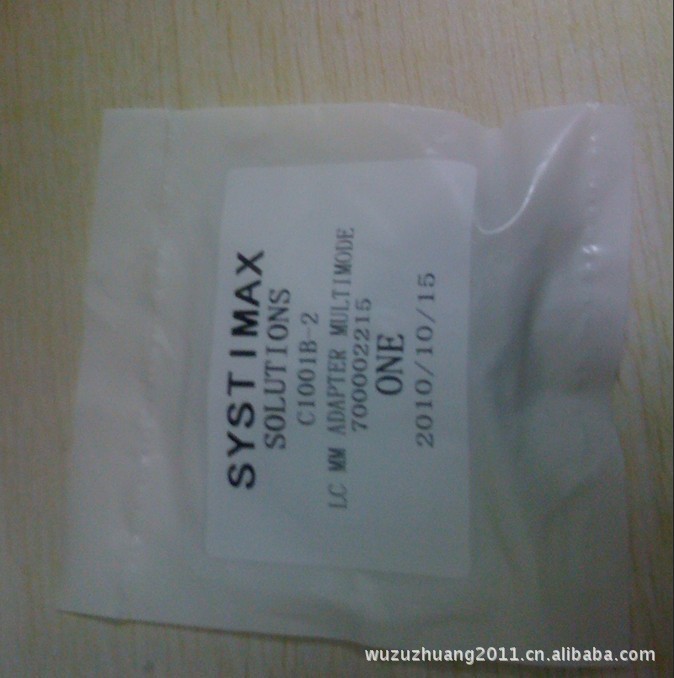 SYSTIMAX
SOLUTIONS
C1001B-2
LC MM ADAPTER MULTIMODE
700002215
ONE
2010/10/15
wuzuzhuang2011.cn.alibaba.com